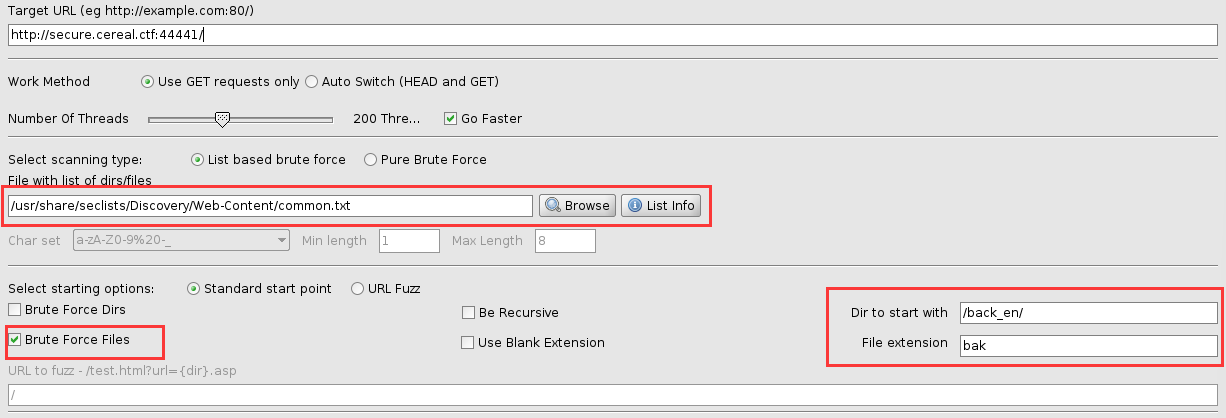 Target URL (eg http://example.com:80/)
http://secure.cereal.ctf:44441/
Work Method Use GET requests only Auto Switch (HEAD and GET)
Number Of Threads 200 Thre... Go Faster
Select scanning type: List based brute force Pure Brute Force
File with list of dirs/files
/usr/share/seclists/Discovery/Web-Content/common.txt Browse List Info
Char set a-zA-Z0-9%20-_ Min length 1 Max Length 8
Select starting options: Standard start point URL Fuzz
Brute Force Dirs Be Recursive Dir to start with /back_en/
Brute Force Files Use Blank Extension File extension bak
URL to fuzz - /test.html?url={dir}.asp
/